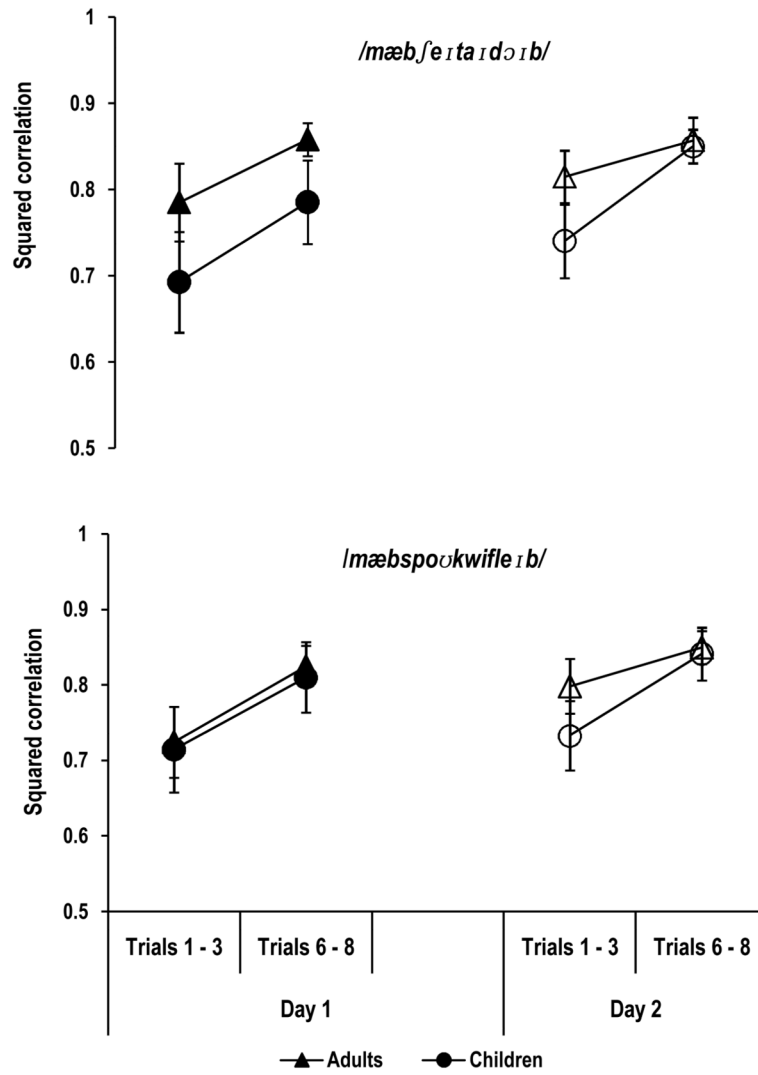 1
/mæbʃeɪtaɪdɔɪb/
0.9
0.8
Squared correlation
0.7
0.6
0.5
1
/mæbspoʊkwifleɪb/
0.9
0.8
Squared correlation
0.7
0.6
0.5
Trials 1 - 3 Trials 6 - 8 Trials 1 - 3 Trials 6 - 8
Day 1 Day 2
Adults Children